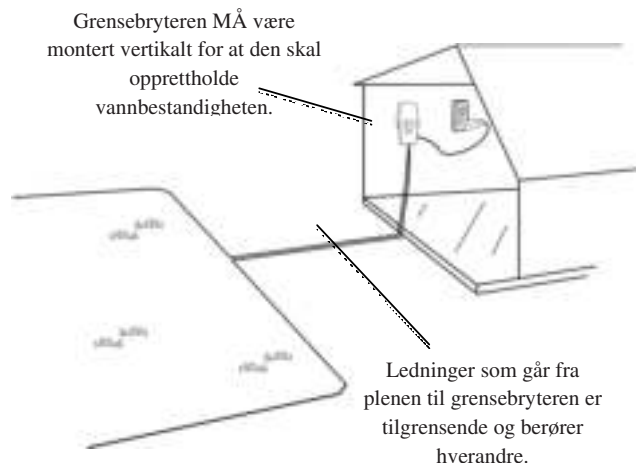 Grensebryteren MÅ være
montert vertikalt for at den skal
opprettholde
vannbestandigheten.
Ledninger som går fra
plenen til grensebryteren er
tilgrensende og berører
hverandre.